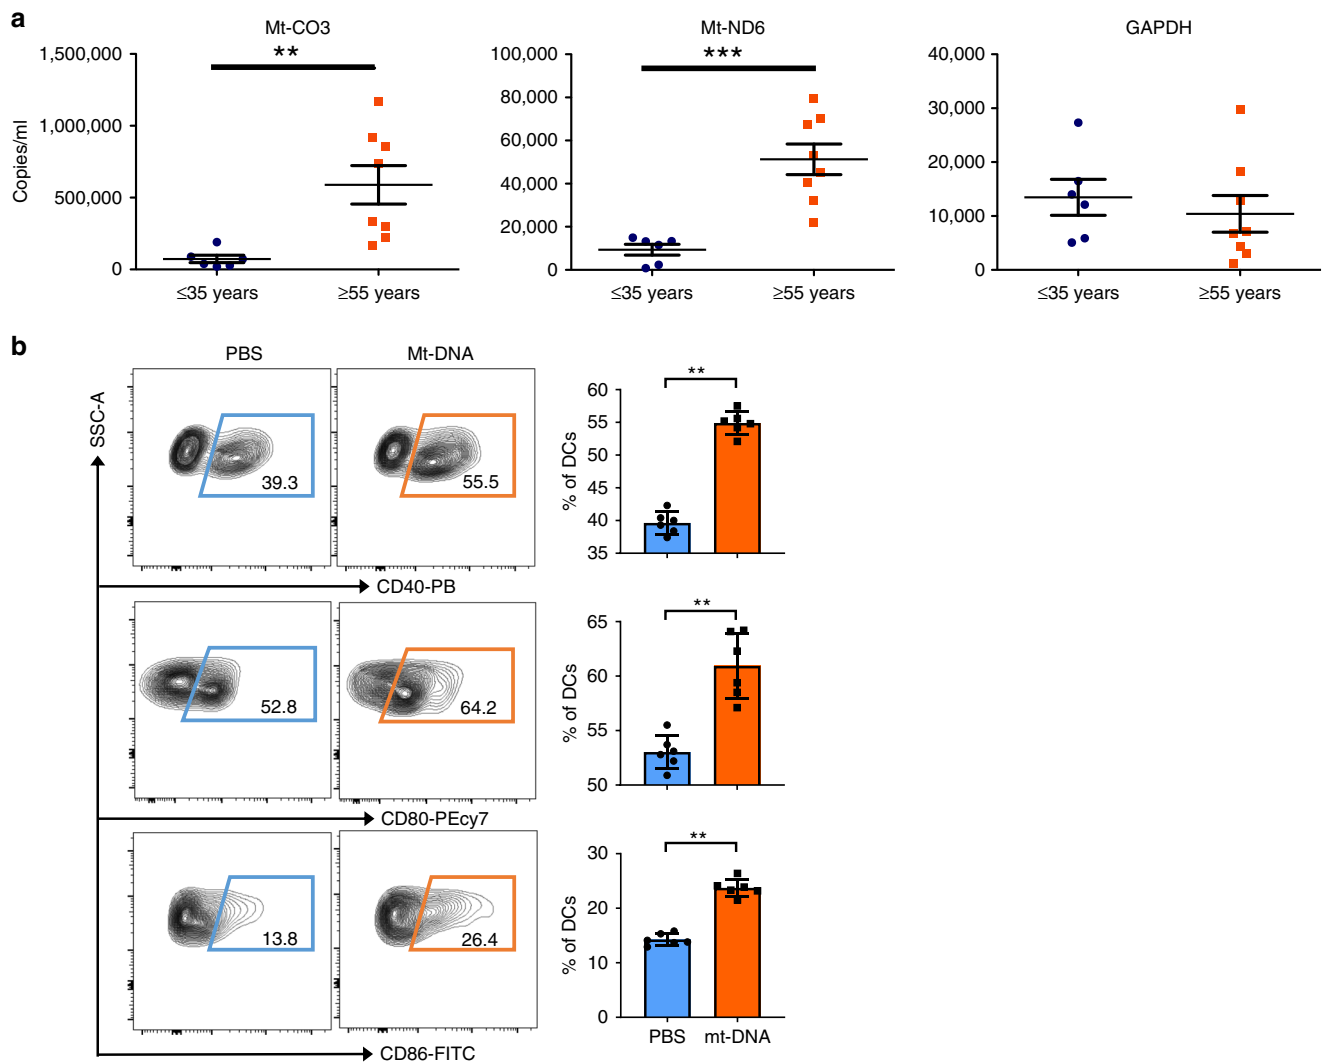 a
Mt-CO3
Mt-ND6
GAPDH
Copies/ml
1,500,000
1,000,000
500,000
0
**
≤35 years
≥55 years
100,000
80,000
60,000
40,000
20,000
0
***
≤35 years
≥55 years
40,000
30,000
20,000
10,000
0
≤35 years
≥55 years
b
PBS
Mt-DNA
SSC-A
39.3
55.5
CD40-PB
% of DCs
60
55
50
45
40
35
**
52.8
64.2
CD80-PEcy7
% of DCs
65
60
55
50
**
13.8
26.4
CD86-FITC
% of DCs
30
20
10
0
**
PBS
mt-DNA